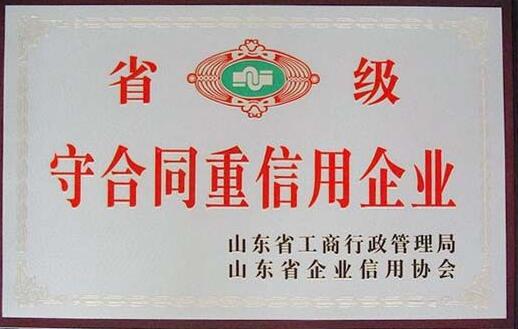 省 级
守合同重信用企业
山东省工商行政管理局
山东省企业信用协会